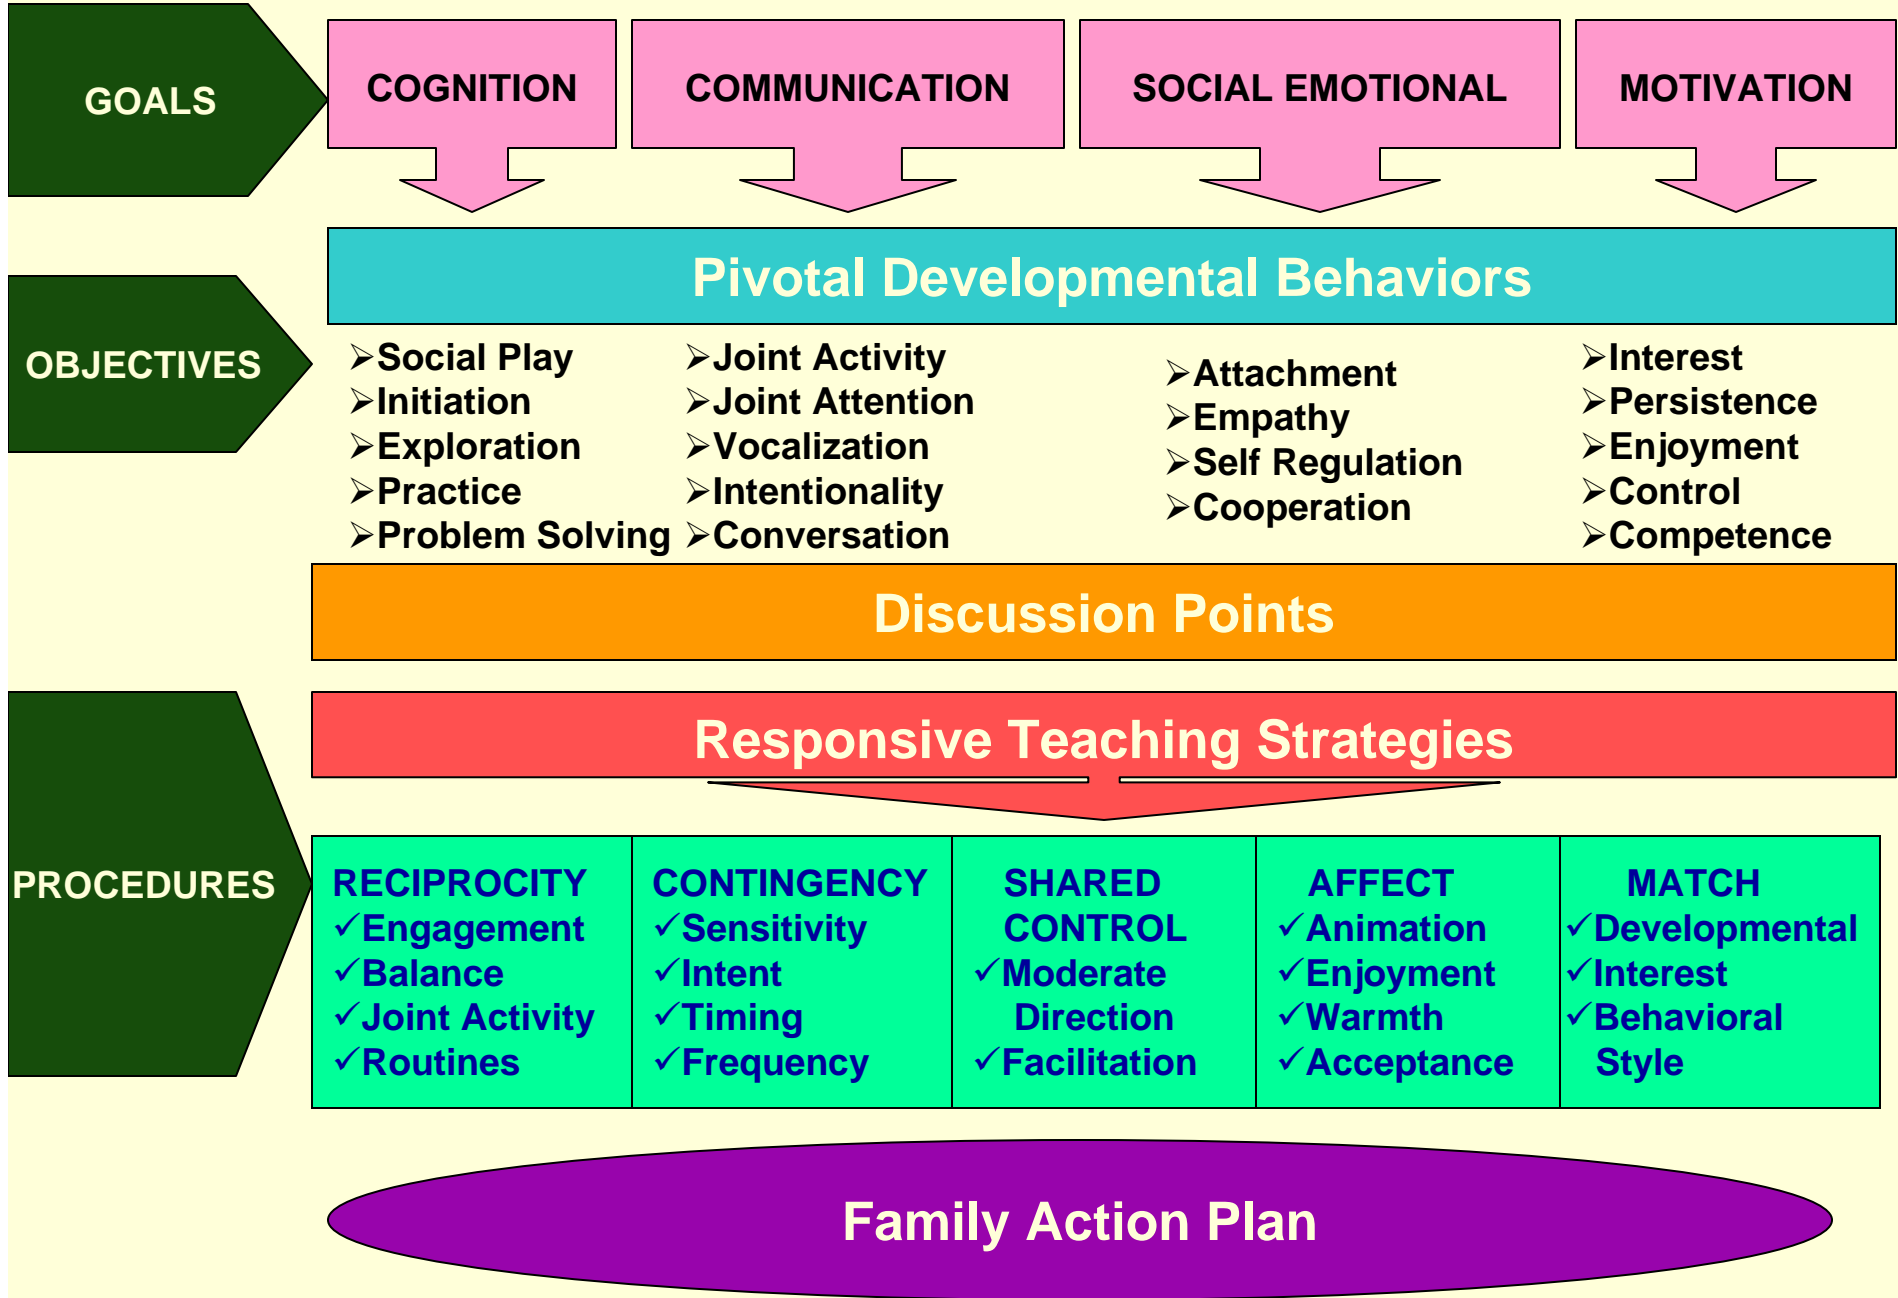 GOALS
COGNITION
COMMUNICATION
SOCIAL EMOTIONAL
MOTIVATION
Pivotal Developmental Behaviors
OBJECTIVES
➢Social Play
➢Initiation
➢Exploration
➢Practice
➢Problem Solving
➢Joint Activity
➢Joint Attention
➢Vocalization
➢Intentionality
➢Conversation
➢Attachment
➢Empathy
➢Self Regulation
➢Cooperation
➢Interest
➢Persistence
➢Enjoyment
➢Control
➢Competence
Discussion Points
PROCEDURES
Responsive Teaching Strategies
RECIPROCITY
✓Engagement
✓Balance
✓Joint Activity
✓Routines
CONTINGENCY
✓Sensitivity
✓Intent
✓Timing
✓Frequency
SHARED
CONTROL
✓Moderate
Direction
✓Facilitation
AFFECT
✓Animation
✓Enjoyment
✓Warmth
✓Acceptance
MATCH
✓Developmental
✓Interest
✓Behavioral
Style
Family Action Plan